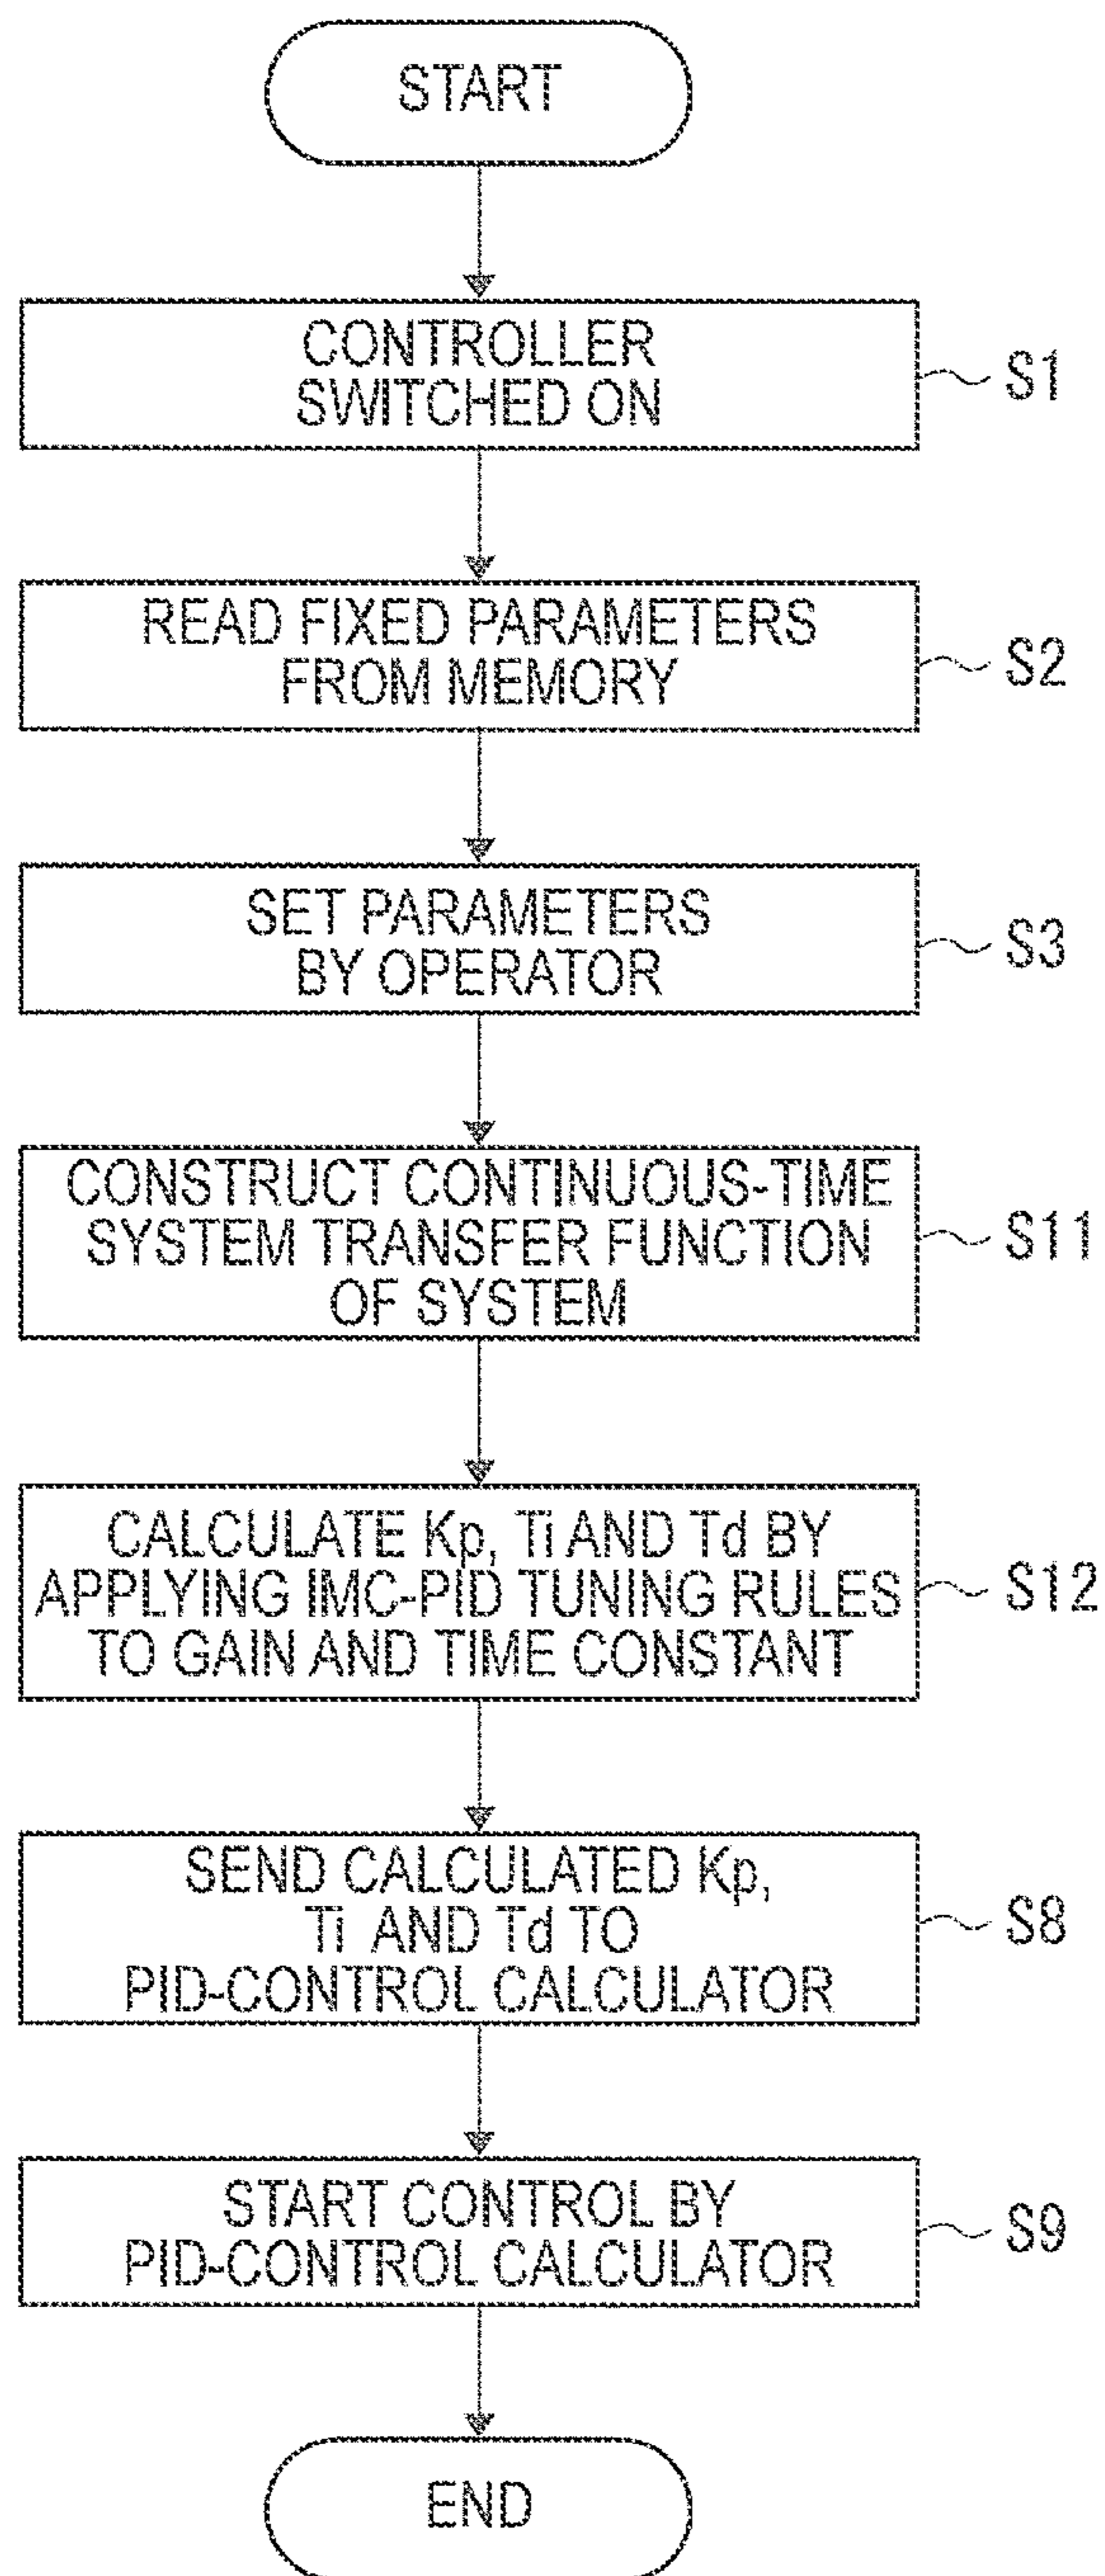 START
CONTROLLER
SWITCHED ON
S1
READ FIXED PARAMETERS
FROM MEMORY
S2
SET PARAMETERS
BY OPERATOR
S3
CONSTRUCT CONTINUOUS-TIME
SYSTEM TRANSFER FUNCTION
OF SYSTEM
S11
CALCULATE Kp, Ti AND Td BY
APPLYING IMC-PID TUNING RULES
TO GAIN AND TIME CONSTANT
S12
SEND CALCULATED Kp,
Ti AND Td TO
PID-CONTROL CALCULATOR
S8
START CONTROL BY
PID-CONTROL CALCULATOR
S9
END